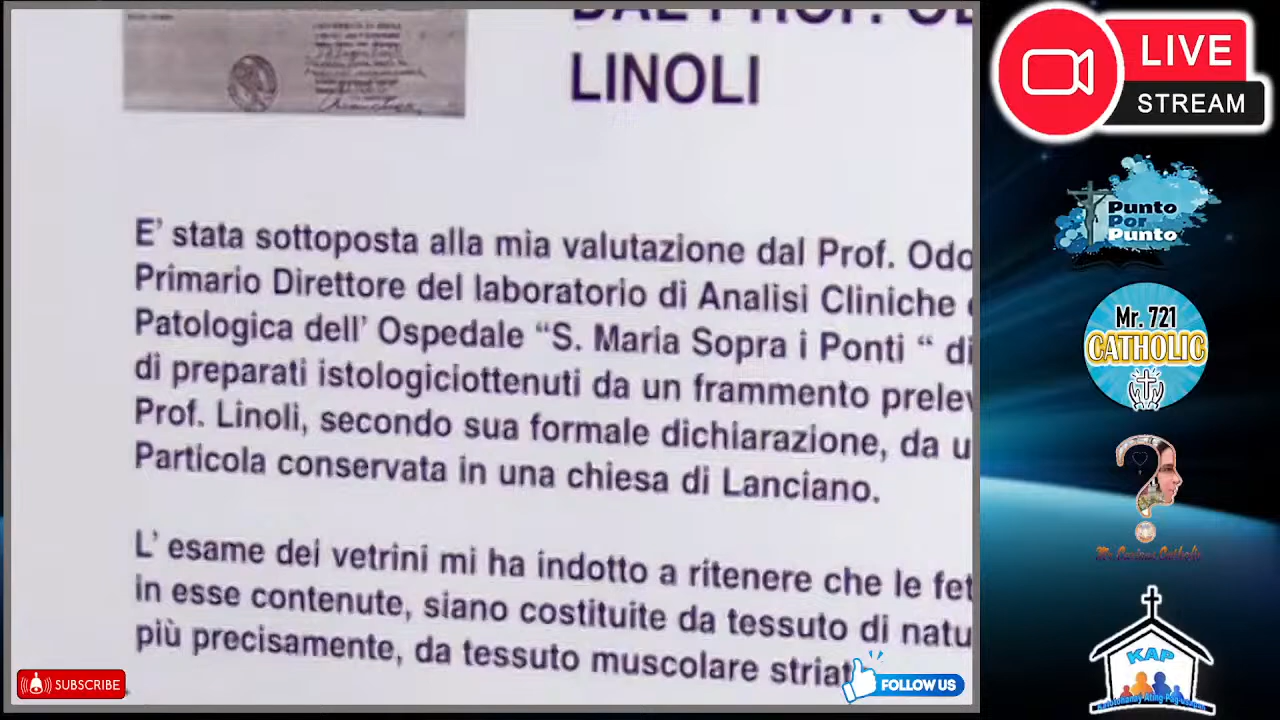 LINOLI
E' stata sottoposta alla mia valutazione dal Prof. Odo
Primario Direttore del laboratorio di Analisi Cliniche
Patologica dell' Ospedale “S. Maria Sopra i Ponti “ di
di preparati istologiciottenuti da un frammento prelev
Prof. Linoli, secondo sua formale dichiarazione, da u
Particola conservata in una chiesa di Lanciano.
L' esame dei vetrini mi ha indotto a ritenere che le fet
in esse contenute, siano costituite da tessuto di natu
più precisamente, da tessuto muscolare striat
SUBSCRIBE
FOLLOW US
LIVE
STREAM
Punto
Por
Punto
Mr. 721
CATHOLIC
Mr Curious Catholic
KAP